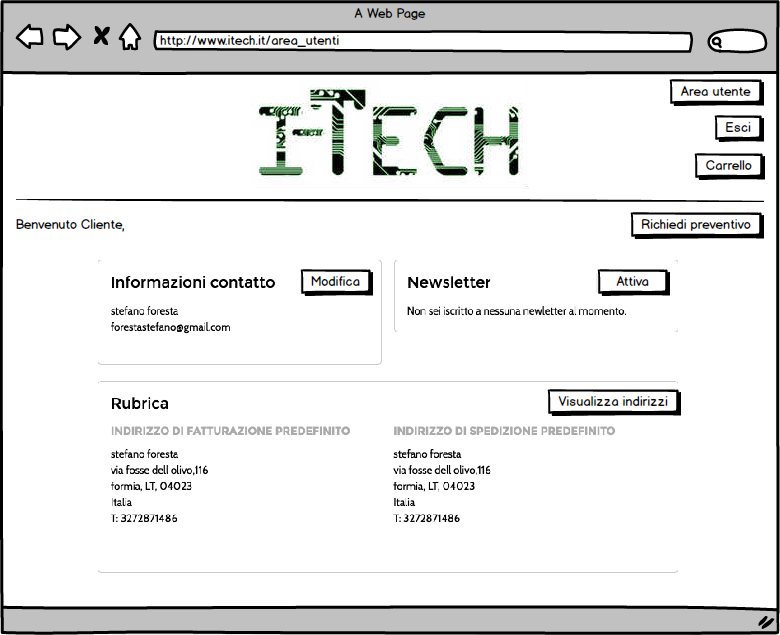 A Web Page
http://www.itech.it/area_utenti
I-TECH
Area utente
Esci
Carrello
Benvenuto Cliente,
Richiedi preventivo
Informazioni contatto
Modifica
stefano foresta
forestastefano@gmail.com
Newsletter
Attiva
Non sei iscritto a nessuna newletter al momento.
Rubrica
Visualizza indirizzi
INDIRIZZO DI FATTURAZIONE PREDEFINITO
stefano foresta
via fosse dell olivo,116
formia, LT, 04023
Italia
T: 3272871486
INDIRIZZO DI SPEDIZIONE PREDEFINITO
stefano foresta
via fosse dell olivo,116
formia, LT, 04023
Italia
T: 3272871486